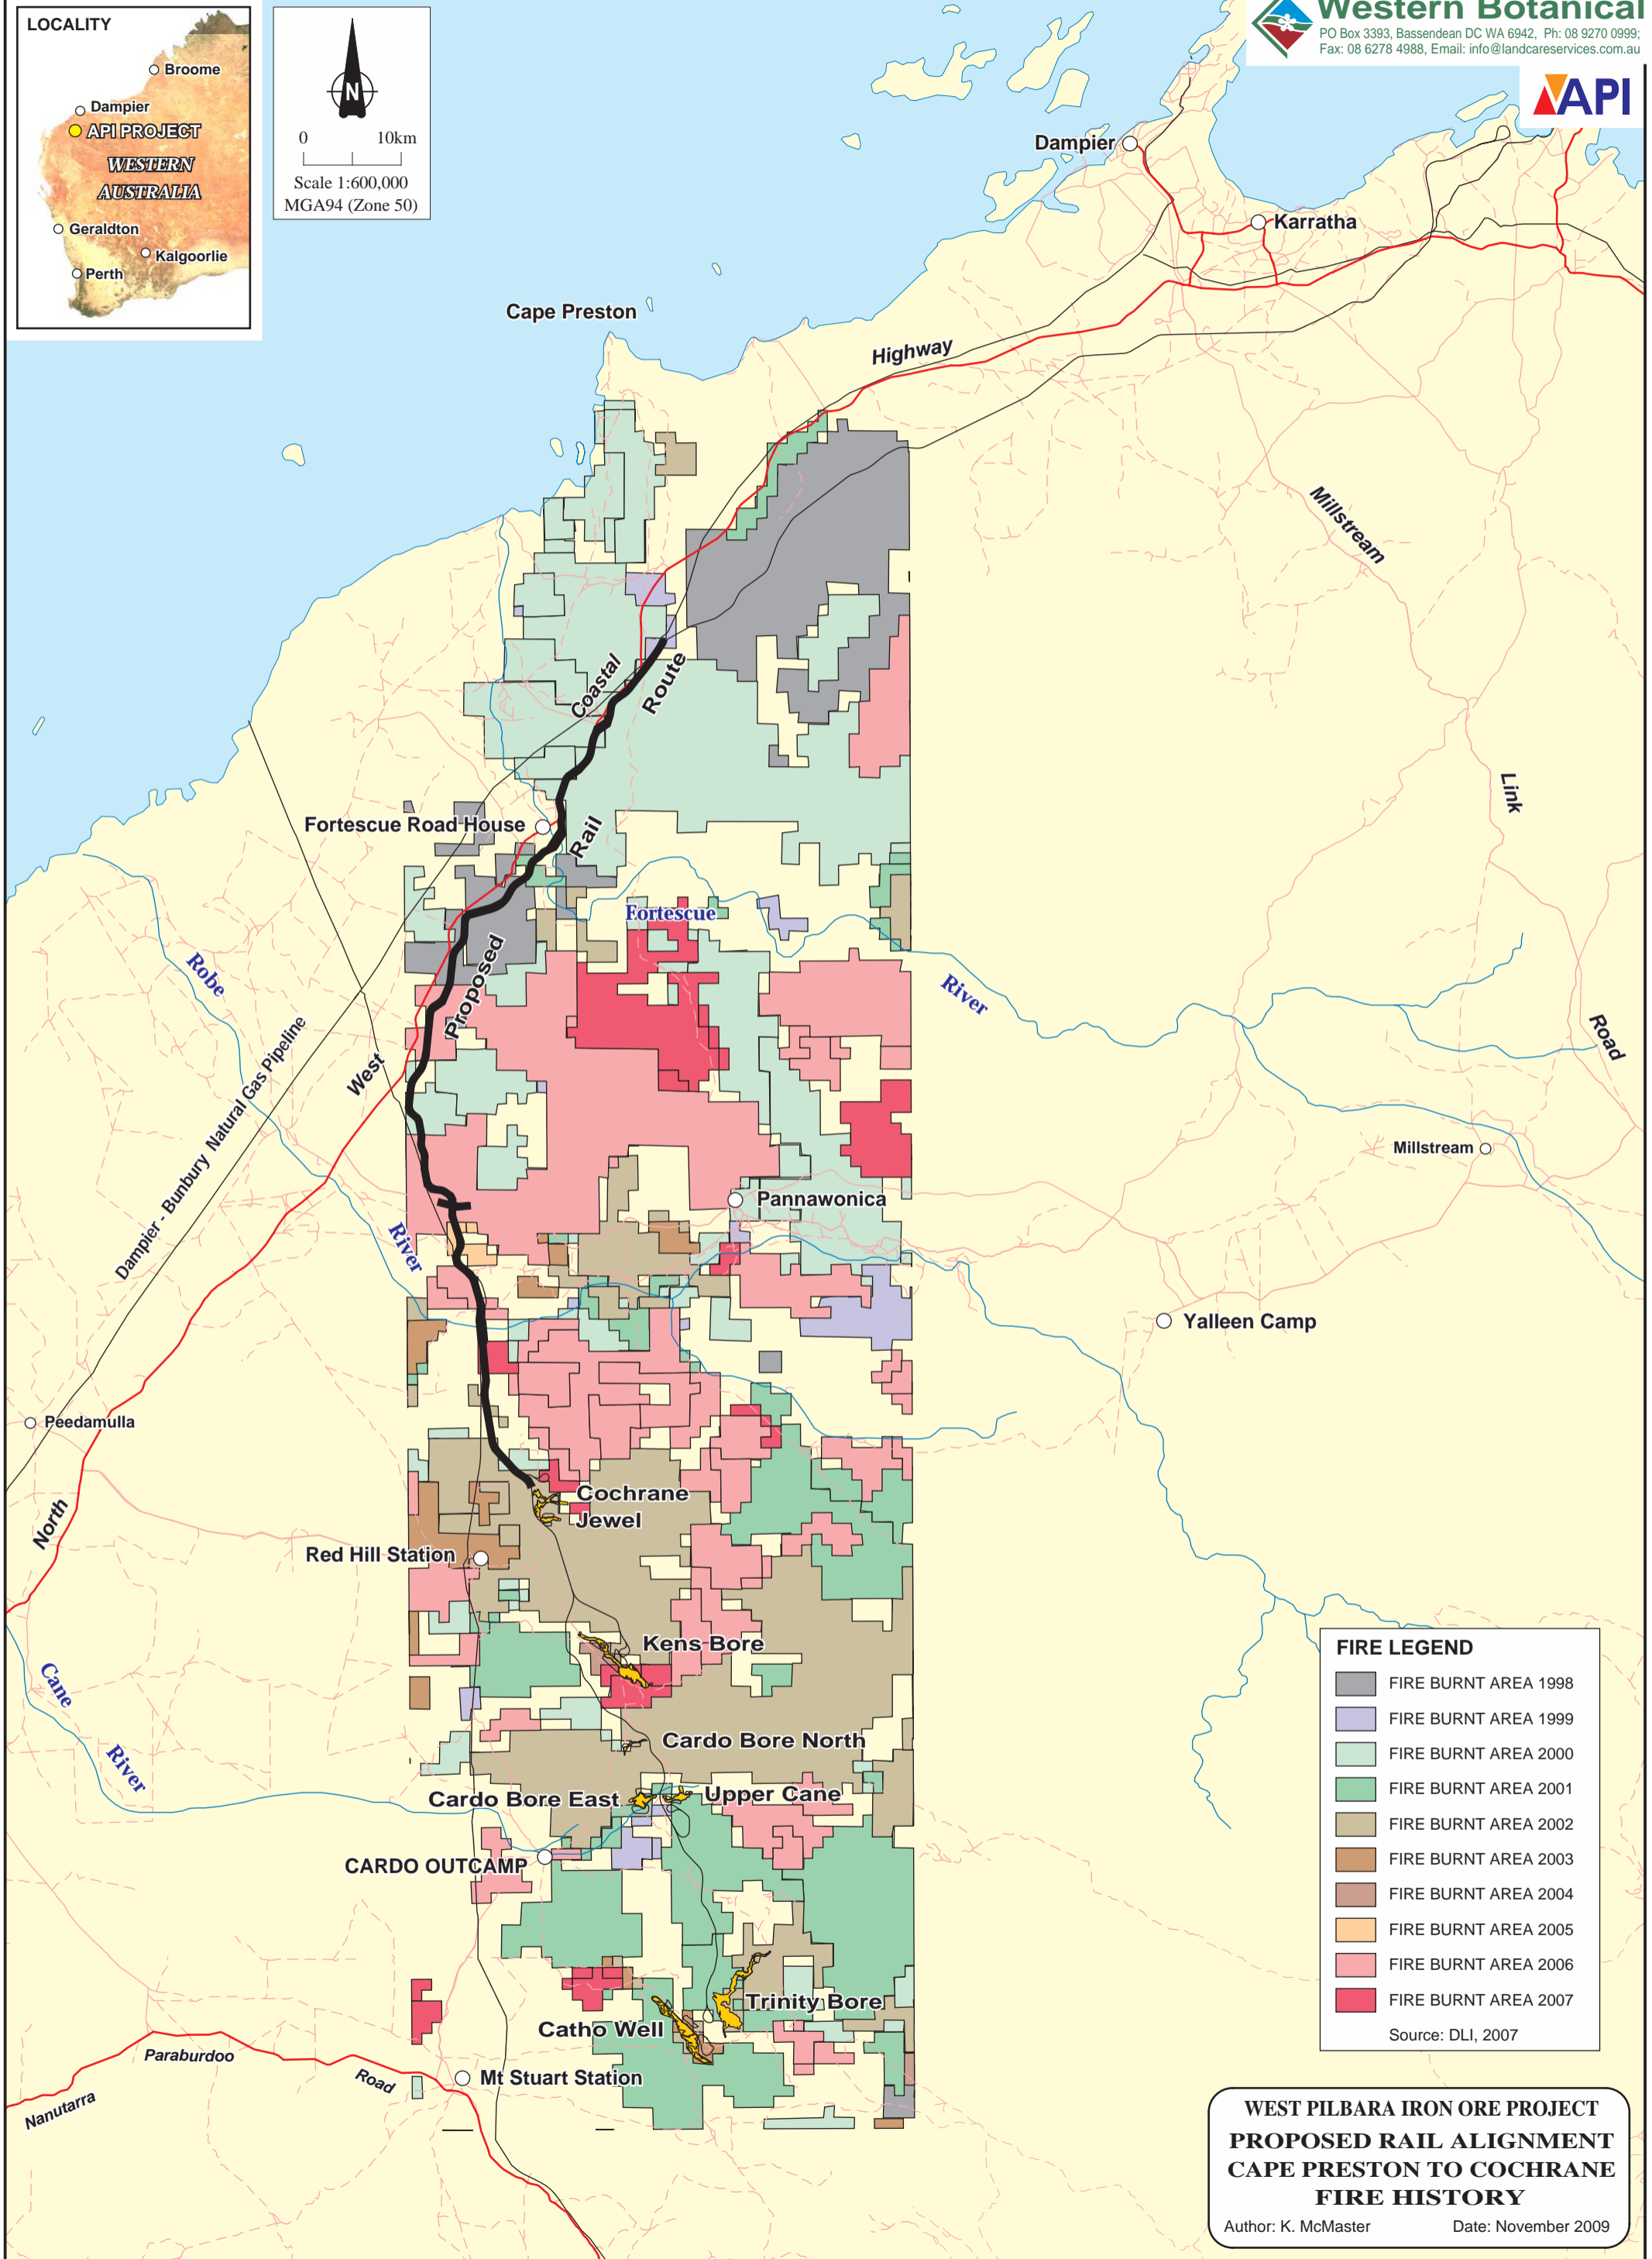 LOCALITY
Broome
Dampier
API PROJECT
WESTERN
AUSTRALIA
Geraldton
Kalgoorlie
Perth
N
0 10km
Scale 1:600,000
MGA94 (Zone 50)
Western Botanical
PO Box 3393, Bassendean DC WA 6942, Ph: 08 9270 0999;
Fax: 08 6278 4988, Email: info@landcareservices.com.au
API
Dampier
Karratha
Cape Preston
Highway
Millstream
Link
Road
Coastal
Route
Fortescue Road House
Rail
Fortescue
River
Proposed
Robe
River
West
Dampier - Bunbury Natural Gas Pipeline
Millstream
Pannawonica
Yalleen Camp
Peedamulla
North
Cochrane
Jewel
Red Hill Station
Kens Bore
Cane
River
Cardo Bore North
Cardo Bore East
Upper Cane
CARDO OUTCAMP
Trinity Bore
Catho Well
Mt Stuart Station
Paraburdoo
Road
Nanutarra
FIRE LEGEND
FIRE BURNT AREA 1998
FIRE BURNT AREA 1999
FIRE BURNT AREA 2000
FIRE BURNT AREA 2001
FIRE BURNT AREA 2002
FIRE BURNT AREA 2003
FIRE BURNT AREA 2004
FIRE BURNT AREA 2005
FIRE BURNT AREA 2006
FIRE BURNT AREA 2007
Source: DLI, 2007
WEST PILBARA IRON ORE PROJECT
PROPOSED RAIL ALIGNMENT
CAPE PRESTON TO COCHRANE
FIRE HISTORY
Author: K. McMaster Date: November 2009